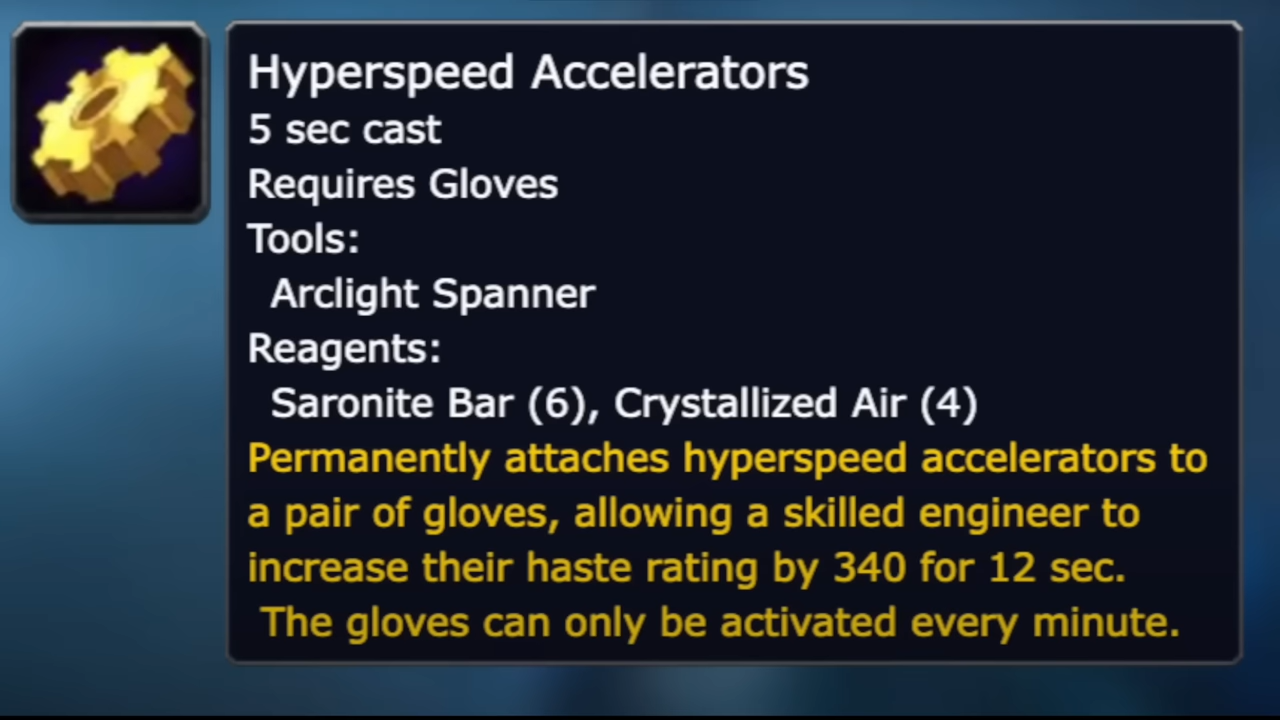 Hyperspeed Accelerators
5 sec cast
Requires Gloves
Tools:
Arclight Spanner
Reagents:
Saronite Bar (6), Crystallized Air (4)
Permanently attaches hyperspeed accelerators to
a pair of gloves, allowing a skilled engineer to
increase their haste rating by 340 for 12 sec.
The gloves can only be activated every minute.